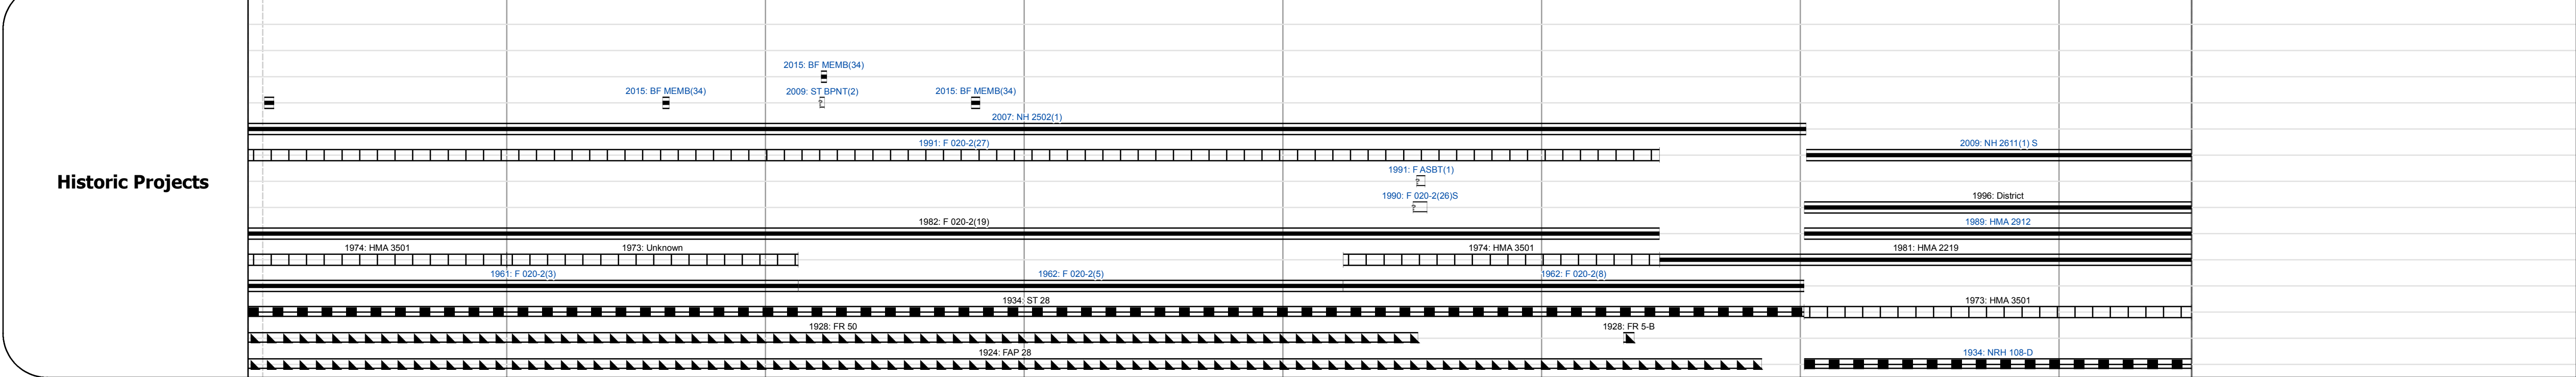 2015: BF MEMB(34)
2015: BF MEMB(34)
2009: ST BPNT(2)
2015: BF MEMB(34)
2007: NH 2502(1)
1991: F 020-2(27)
2009: NH 2611(1) S
1991: F ASBT(1)
Historic Projects
1990: F 020-2(26)S
1996: District
1982: F 020-2(19)
1989: HMA 2912
1974: HMA 3501
1973: Unknown
1974: HMA 3501
1981: HMA 2219
1961: F 020-2(3)
1962: F 020-2(5)
1962: F 020-2(8)
1934: ST 28
1973: HMA 3501
1928: FR 50
1928: FR 5-B
1924: FAP 28
1934: NRH 108-D